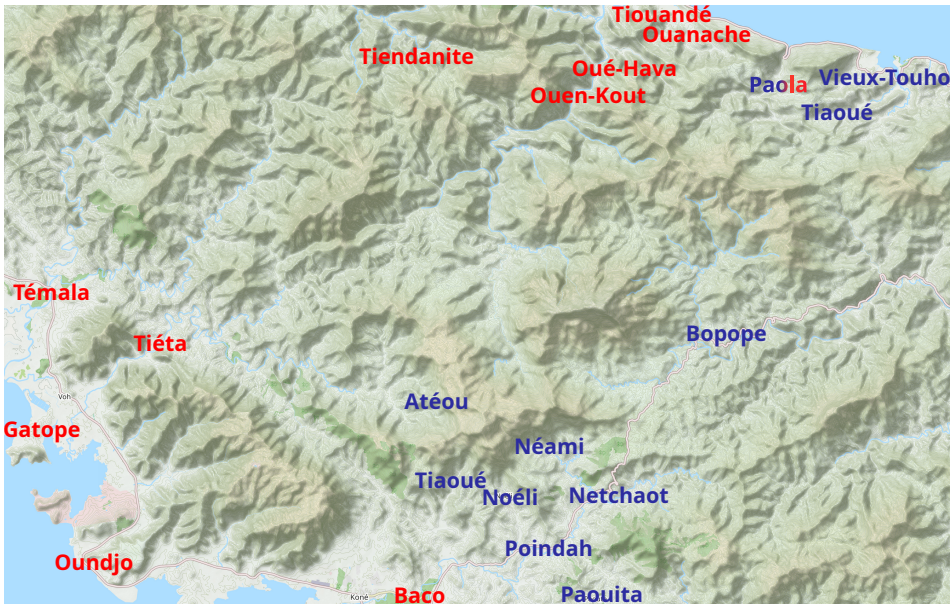 Tiouandé
Ouanache
Tiendanite
Oué-Hava
Ouen-Kout
Paola
Vieux-Touho
Tiaoué
Témala
Tiéta
Bopope
Voh
Atéou
Gatope
Néami
Tiaoué
Noéli
Netchaot
Poindah
Oundjo
Koné
Baco
Paouita